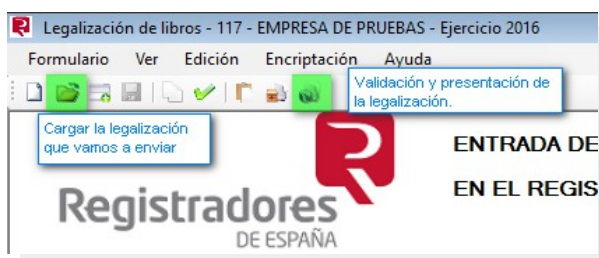 Legalización de libros - 117 - EMPRESA DE PRUEBAS - Ejercicio 2016
Formulario Ver Edición Encriptación Ayuda
Validación y presentación de
la legalización.
Cargar la legalización
que vamos a enviar
ENTRADA DE
EN EL REGIS
Registradores
DE ESPAÑA